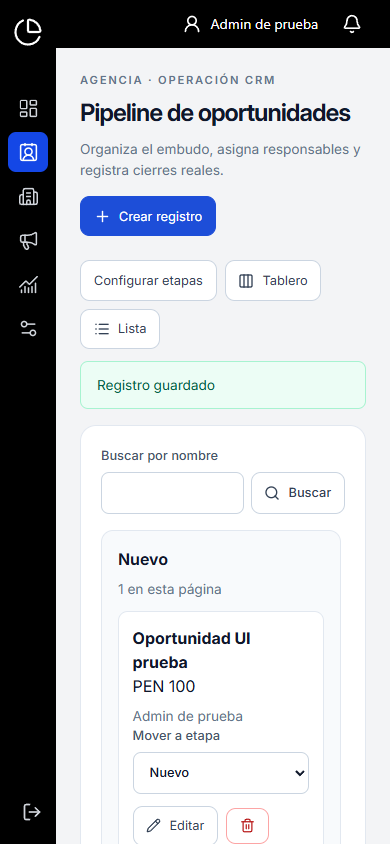 Admin de prueba
AGENCIA · OPERACIÓN CRM
Pipeline de oportunidades
Organiza el embudo, asigna responsables y
registra cierres reales.
Crear registro
Configurar etapas
Tablero
Lista
Registro guardado
Buscar por nombre
Buscar
Nuevo
1 en esta página
Oportunidad UI
prueba
PEN 100
Admin de prueba
Mover a etapa
Nuevo
Editar